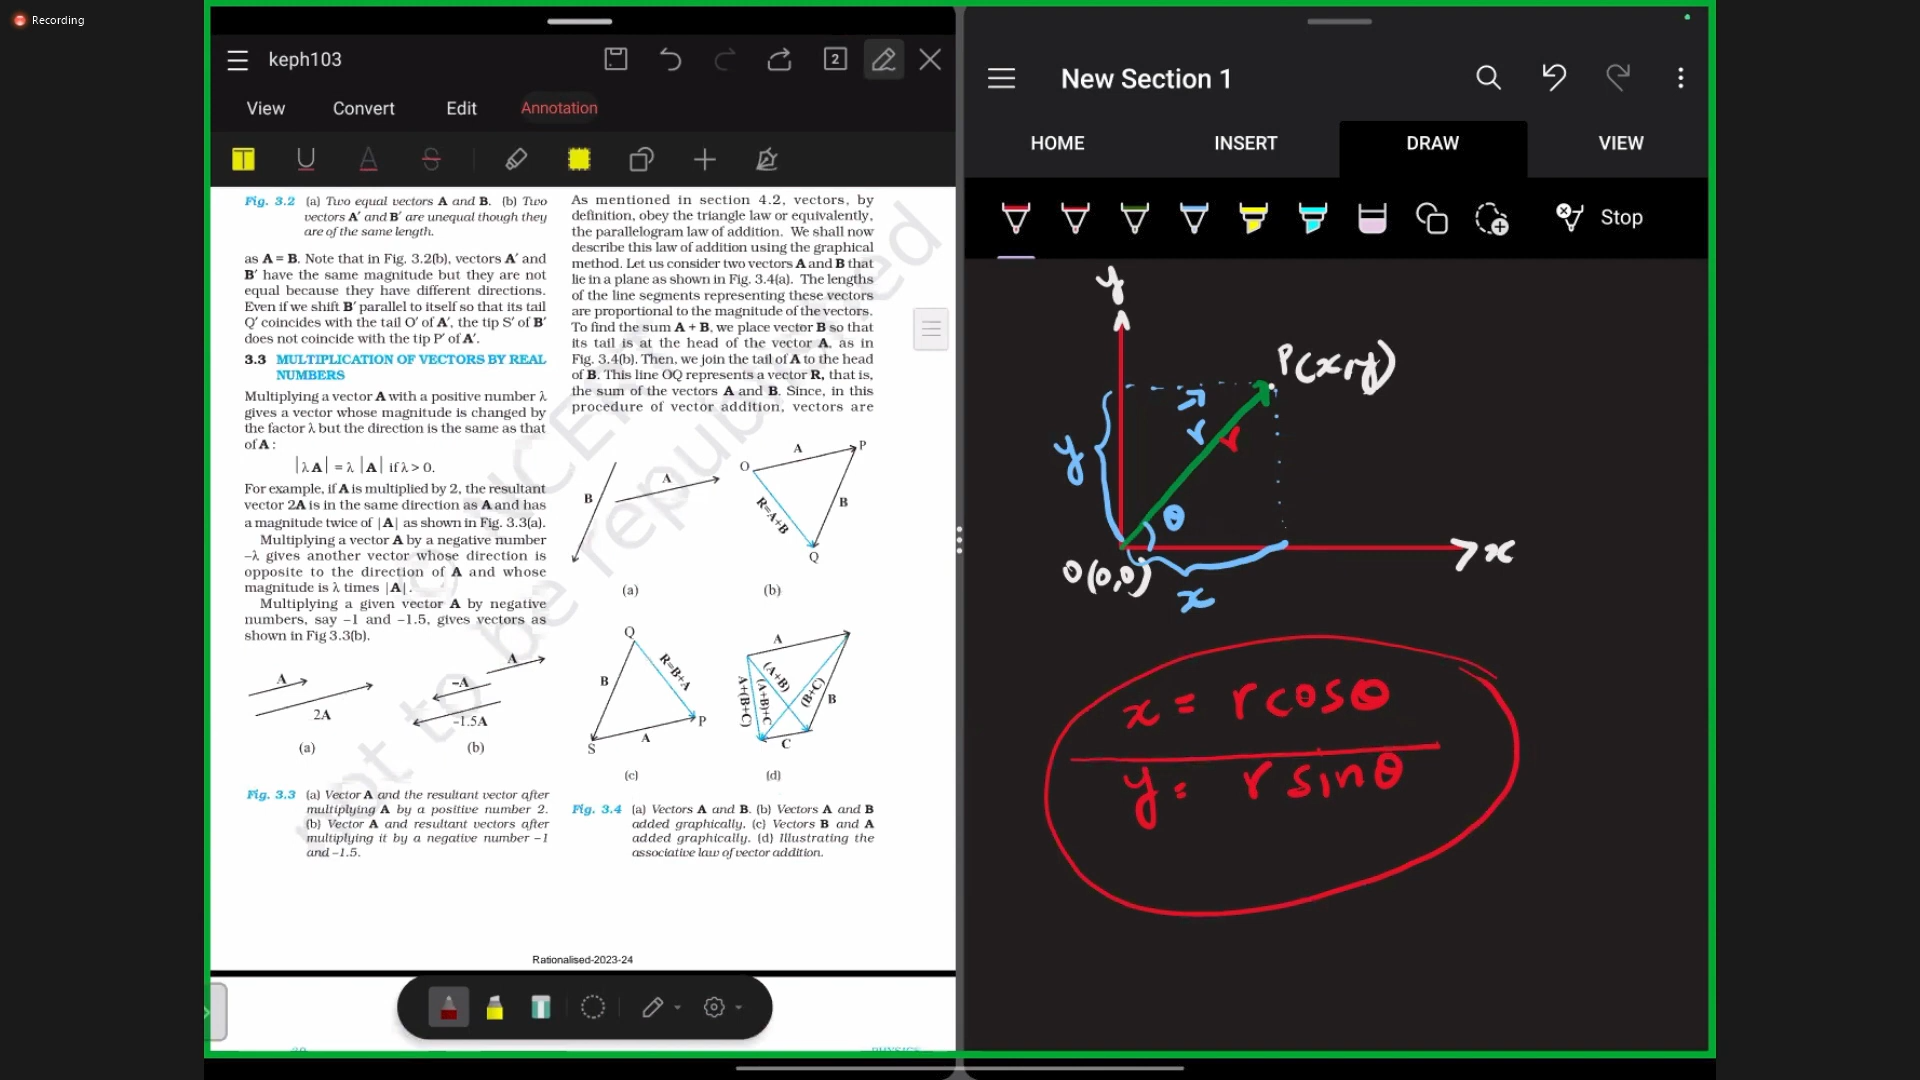 Recording
keph103
2
View Convert Edit Annotation
Fig. 3.2 (a) Two equal vectors A and B. (b) Two
vectors A′ and B′ are unequal though they
are of the same length.
as A = B. Note that in Fig. 3.2(b), vectors A′ and
B′ have the same magnitude but they are not
equal because they have different directions.
Even if we shift B′ parallel to itself so that its tail
Q′ coincides with the tail O′ of A′, the tip S′ of B′
does not coincide with the tip P′ of A′.
3.3 MULTIPLICATION OF VECTORS BY REAL
NUMBERS
Multiplying a vector A with a positive number λ
gives a vector whose magnitude is changed by
the factor λ but the direction is the same as that
of A :
|λ A| = λ |A| if λ > 0.
For example, if A is multiplied by 2, the resultant
vector 2A is in the same direction as A and has
a magnitude twice of |A| as shown in Fig. 3.3(a).
Multiplying a vector A by a negative number
−λ gives another vector whose direction is
opposite to the direction of A and whose
magnitude is λ times |A|.
Multiplying a given vector A by negative
numbers, say –1 and –1.5, gives vectors as
shown in Fig 3.3(b).
A
2A
(a)
A
–A
–1.5A
(b)
Fig. 3.3 (a) Vector A and the resultant vector after
multiplying A by a positive number 2.
(b) Vector A and resultant vectors after
multiplying it by a negative number –1
and –1.5.
As mentioned in section 4.2, vectors, by
definition, obey the triangle law or equivalently,
the parallelogram law of addition. We shall now
describe this law of addition using the graphical
method. Let us consider two vectors A and B that
lie in a plane as shown in Fig. 3.4(a). The lengths
of the line segments representing these vectors
are proportional to the magnitude of the vectors.
To find the sum A + B, we place vector B so that
its tail is at the head of the vector A, as in
Fig. 3.4(b). Then, we join the tail of A to the head
of B. This line OQ represents a vector R, that is,
the sum of the vectors A and B. Since, in this
procedure of vector addition, vectors are
B
A
(a)
O
A
P
R=A+B
B
Q
(b)
Q
R=B+A
B
P
S
A
(c)
A
(A+B)
(B+C)
A+(B+C)
(A+B)+C
B
C
(d)
Fig. 3.4 (a) Vectors A and B. (b) Vectors A and B
added graphically. (c) Vectors B and A
added graphically. (d) Illustrating the
associative law of vector addition.
© NCERT
not to be republished
Rationalised-2023-24
New Section 1
HOME INSERT DRAW VIEW
Stop
y
P(x,y)
r
r
y
θ
x
O(0,0)
x
x = r cosθ
y = r sinθ